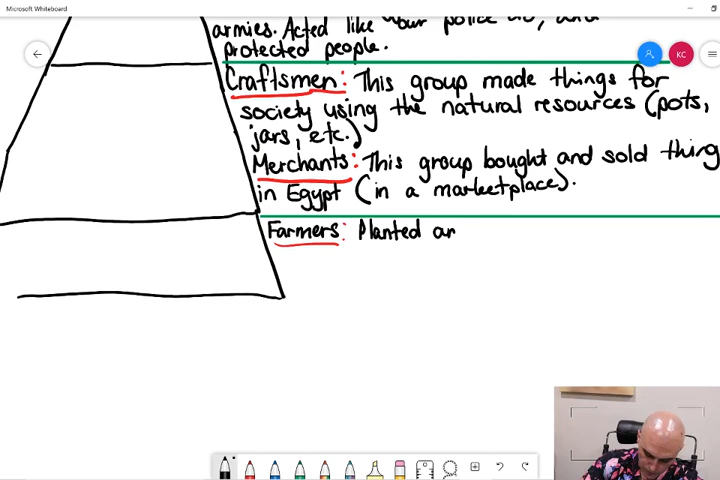 Microsoft Whiteboard
armies. Acted like our police do, and
protected people.
KC
Craftsmen: This group made things for
society using the natural resources (pots,
jars, etc.)
Merchants: This group bought and sold thing
in Egypt (in a marketplace).
Farmers: Planted an